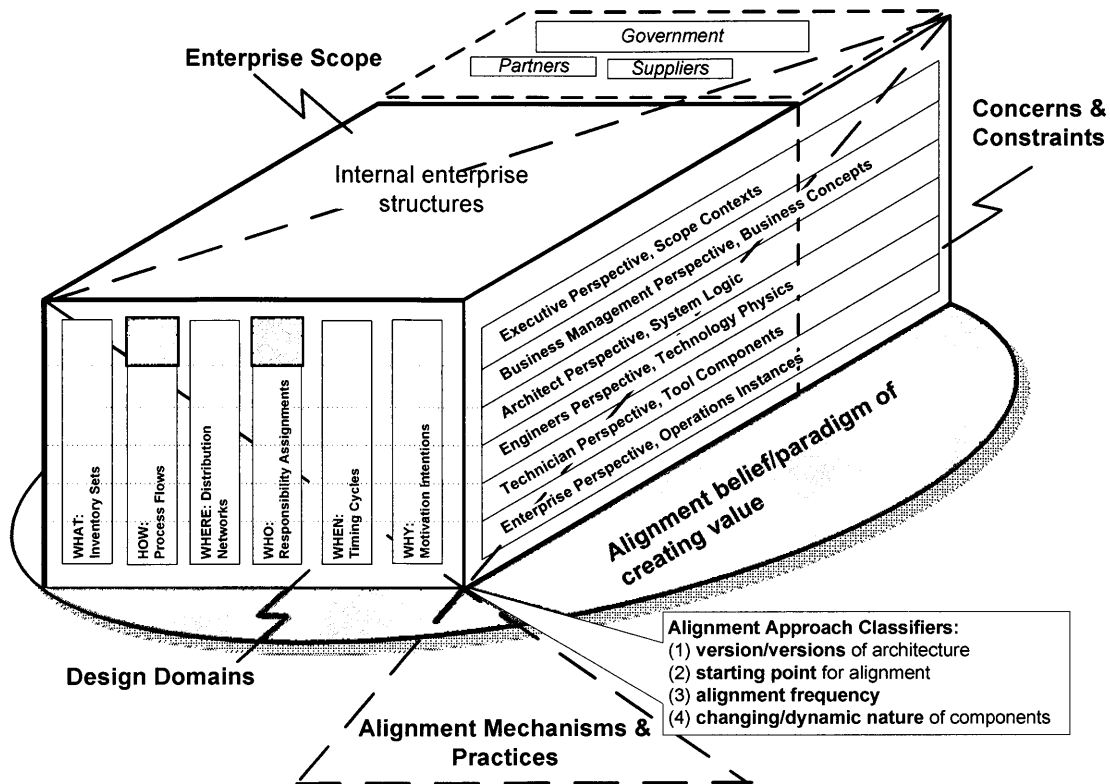 Government
Partners
Suppliers
Enterprise Scope
Concerns &
Constraints
Internal enterprise
structures
Executive Perspective, Scope Contexts
Business Management Perspective, Business Concepts
Architect Perspective, System Logic
Engineers Perspective, Technology Physics
Technician Perspective, Tool Components
Enterprise Perspective, Operations Instances
WHAT:
Inventory Sets
HOW:
Process Flows
WHERE: Distribution
Networks
WHO:
Responsibility Assignments
WHEN:
Timing Cycles
WHY:
Motivation Intentions
Alignment belief/paradigm of
creating value
Design Domains
Alignment Approach Classifiers:
(1) version/versions of architecture
(2) starting point for alignment
(3) alignment frequency
(4) changing/dynamic nature of components
Alignment Mechanisms &
Practices